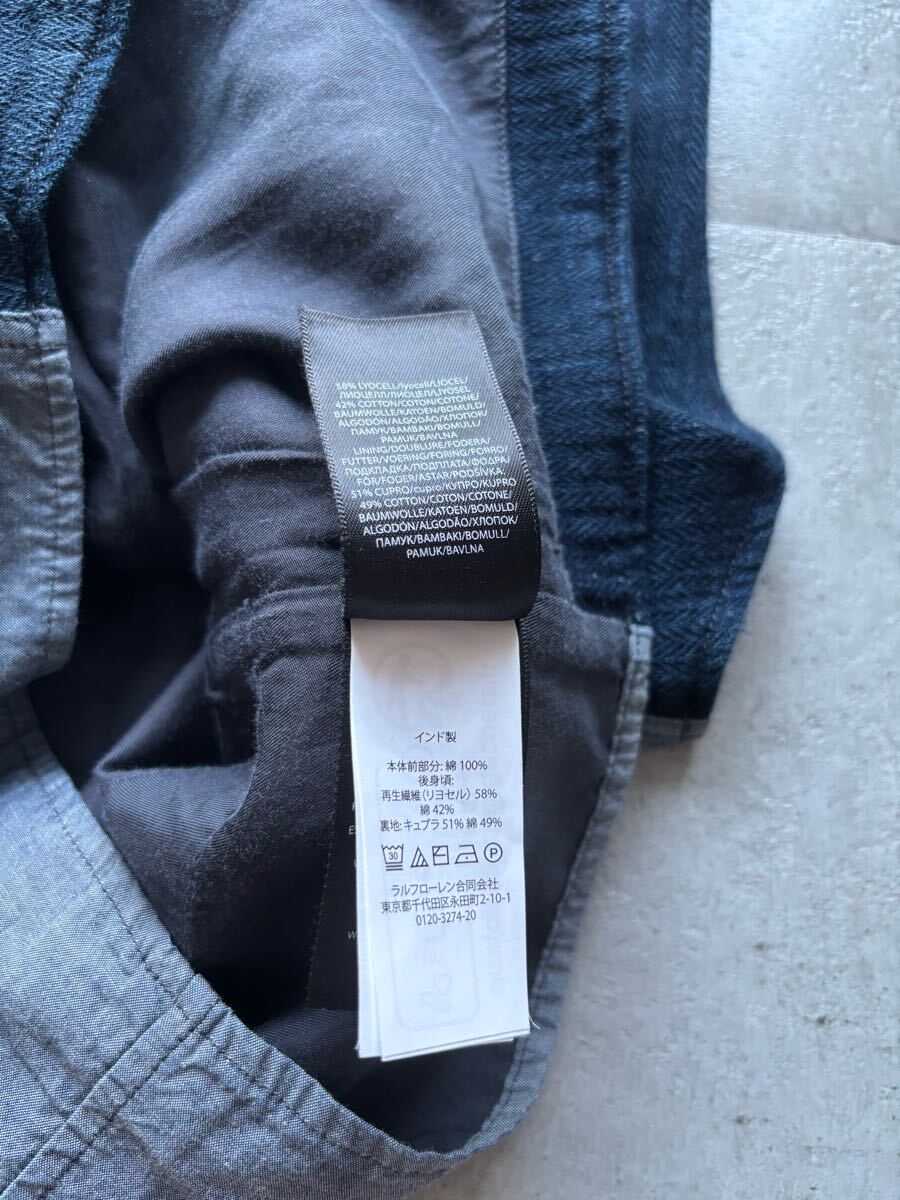 58% LYOCELL/lyocell/LIOCEL/
ЛИОЦЕЛЛ/ЛИОЦЕЛ/LIYOSEL
42% COTTON/COTON/COTONE/
BAUMWOLLE/KATOEN/BOMULD/
ALGODÓN/ALGODÃO/ХЛОПОК/
ПАМУК/BAMBAKI/BOMULL/
PAMUK/BAVLNA
LINING/DOUBLURE/FODERA/
FUTTER/VOERING/FORING/FORRO/
ПОДКЛАДКА/ПОДПЛАТА/ФОДРА
FÓR/FODER/ASTAR/PODŠÍVKA
51% CUPRO/cupro/КУПРО/KUPRO
49% COTTON/COTON/COTONE/
BAUMWOLLE/KATOEN/BOMULD/
ALGODÓN/ALGODÃO/ХЛОПОК/
ПАМУК/BAMBAKI/BOMULL/
PAMUK/BAVLNA
インド製
本体前部分: 綿 100%
後身頃:
再生繊維 (リヨセル) 58%
綿 42%
裏地: キュプラ 51% 綿 49%
30
P
ラルフローレン合同会社
東京都千代田区永田町2-10-1
0120-3274-20